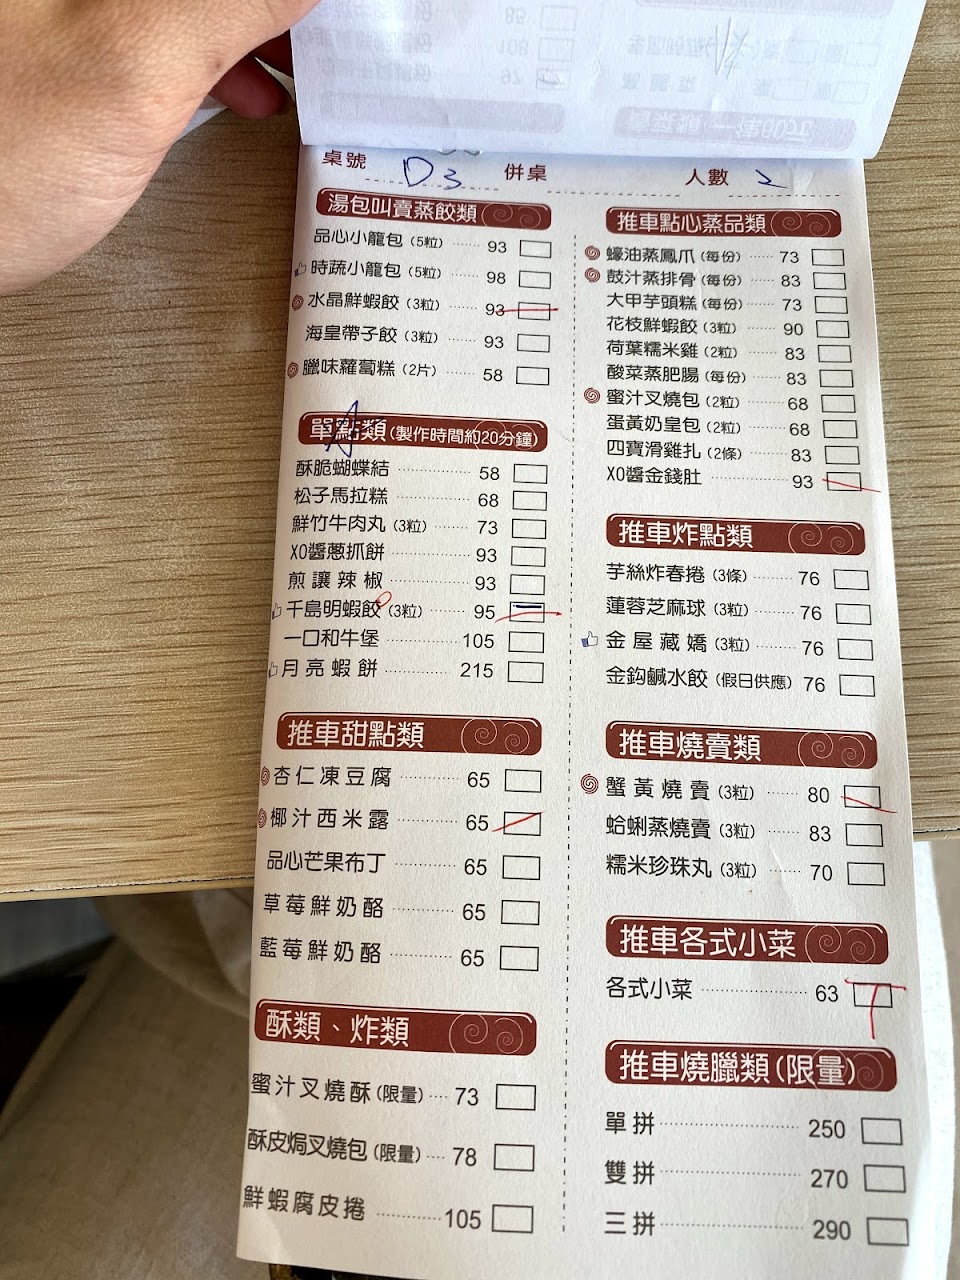 桌號 D3 併桌 人數 2
湯包叫賣蒸餃類
品心小籠包(5粒) 93
時蔬小籠包(5粒) 98
水晶鮮蝦餃(3粒) 93
海皇帶子餃(3粒) 93
臘味蘿蔔糕(2片) 58
單點類(製作時間約20分鐘)
酥脆蝴蝶結 58
松子馬拉糕 68
鮮竹牛肉丸(3粒) 73
XO醬蔥抓餅 93
煎讓辣椒 93
千島明蝦餃(3粒) 95
一口和牛堡 105
月亮蝦餅 215
推車甜點類
杏仁凍豆腐 65
椰汁西米露 65
品心芒果布丁 65
草莓鮮奶酪 65
藍莓鮮奶酪 65
酥類、炸類
蜜汁叉燒酥(限量) 73
酥皮焗叉燒包(限量) 78
鮮蝦腐皮捲 105
推車點心蒸品類
蠔油蒸鳳爪(每份) 73
鼓汁蒸排骨(每份) 83
大甲芋頭糕(每份) 73
花枝鮮蝦餃(3粒) 90
荷葉糯米雞(2粒) 83
酸菜蒸肥腸(每份) 83
蜜汁叉燒包(2粒) 68
蛋黃奶皇包(2粒) 68
四寶滑雞扎(2條) 83
XO醬金錢肚 93
推車炸點類
芋絲炸春捲(3條) 76
蓮蓉芝麻球(3粒) 76
金屋藏嬌(3粒) 76
金鈎鹹水餃(假日供應) 76
推車燒賣類
蟹黃燒賣(3粒) 80
蛤蜊蒸燒賣(3粒) 83
糯米珍珠丸(3粒) 70
推車各式小菜
各式小菜 63
推車燒臘類(限量)
單拼 250
雙拼 270
三拼 290